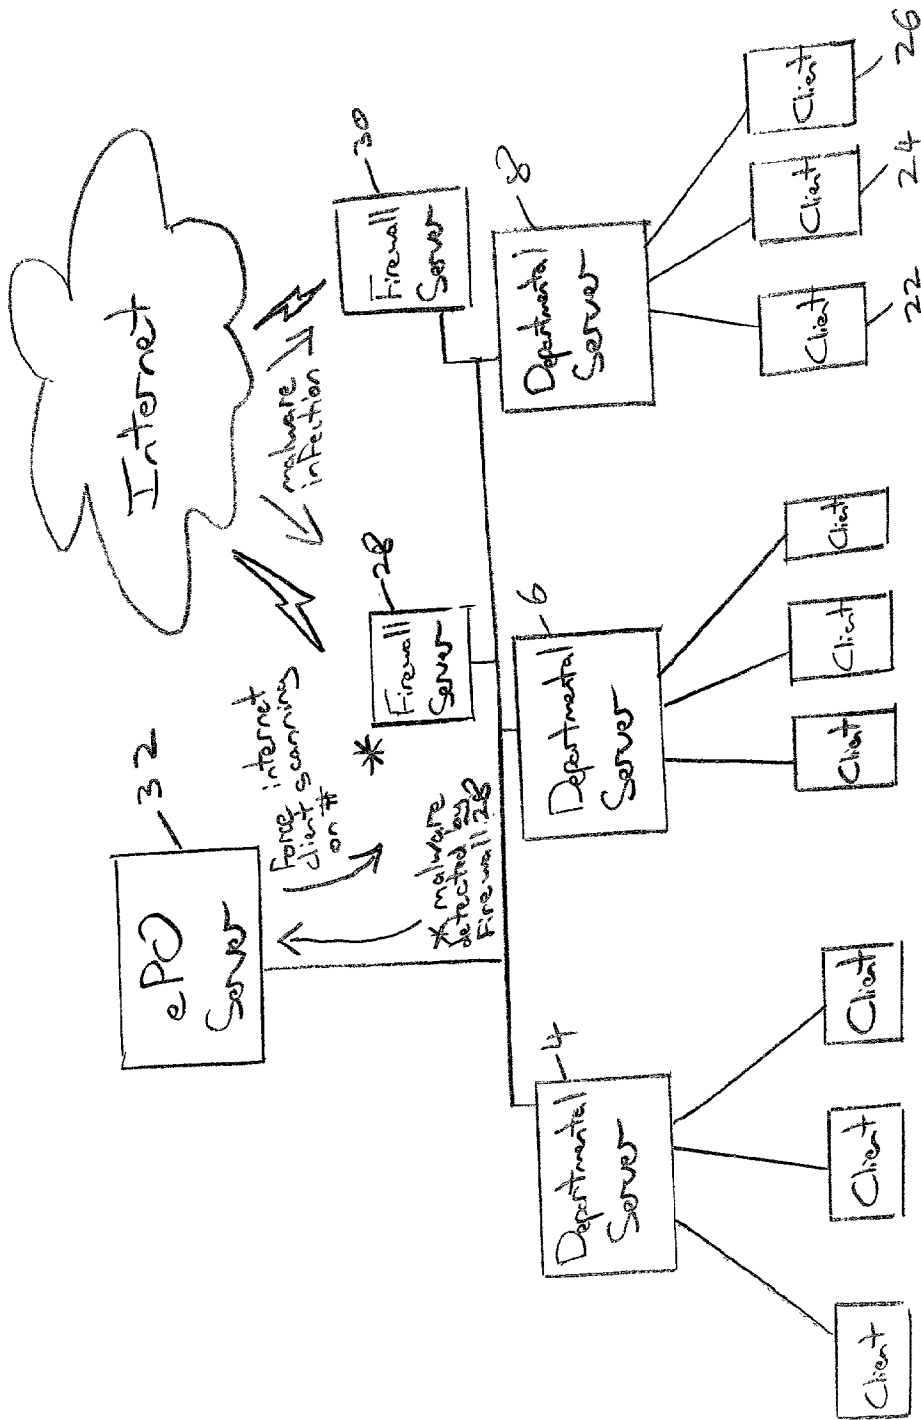 Internet
32
ePO
Server
Force internet
client scanning
on #
malware
infection
30
Firewall
Server
28
Firewall
Server
*
* malware
detected by
Firewall 28
4
Departmental
Server
6
Departmental
Server
8
Departmental
Server
Client
Client
Client
Client
Client
Client
Client
Client
Client
22
24
26